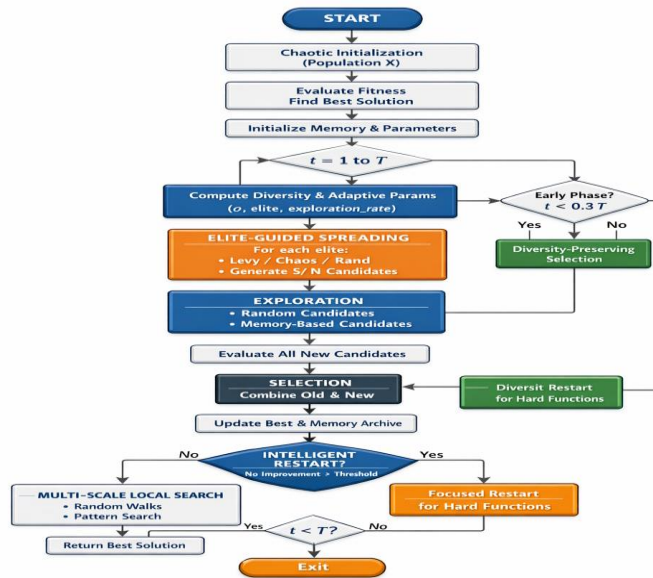 START
Chaotic Initialization
(Population X)
Evaluate Fitness
Find Best Solution
Initialize Memory & Parameters
t = 1 to T
Compute Diversity & Adaptive Params
(σ, elite, exploration_rate)
Early Phase?
t < 0.3 T
Yes
No
ELITE-GUIDED SPREADING
For each elite:
• Levy / Chaos / Rand
• Generate S/ N Candidates
Diversity-Preserving
Selection
EXPLORATION
• Random Candidates
• Memory-Based Candidates
Evaluate All New Candidates
SELECTION
Combine Old & New
Diversit Restart
for Hard Functions
Update Best & Memory Archive
No
INTELLIGENT
RESTART?
No Improvement > Threshold
Yes
MULTI-SCALE LOCAL SEARCH
• Random Walks
• Pattern Search
Focused Restart
for Hard Functions
Return Best Solution
Yes
t < T?
No
Exit